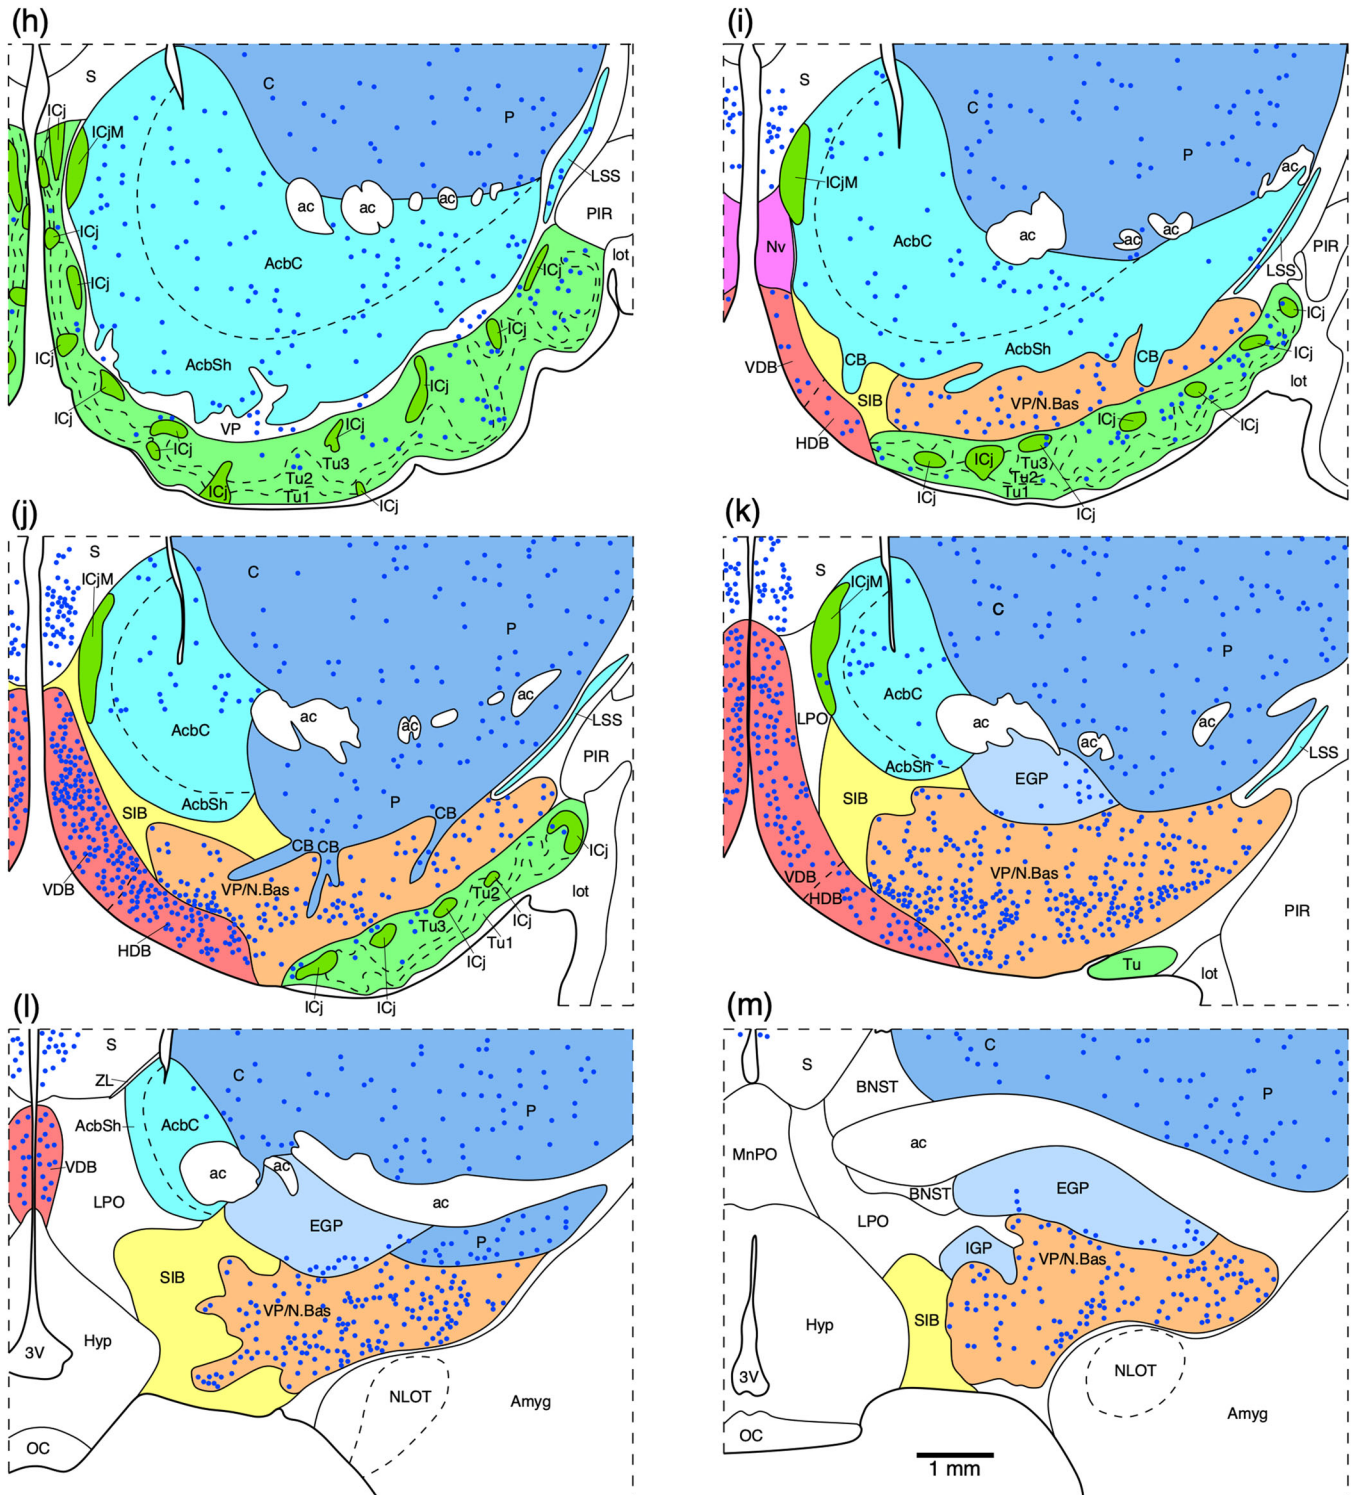 (h)
S
ICj
ICjM
C
P
LSS
PIR
lot
ac
ac
ac
ICj
AcbC
ICj
ICj
ICj
ICj
AcbSh
ICj
ICj
VP
ICj
ICj
Tu3
Tu2
Tu1
ICj
ICj
(i)
S
C
P
ac
ICjM
Nv
AcbC
ac
ac
ac
LSS
PIR
ICj
VDB
CB
AcbSh
CB
ICj
SIB
VP/N.Bas
lot
HDB
ICj
ICj
ICj
Tu3
Tu2
Tu1
ICj
ICj
(j)
S
ICjM
C
P
ac
LSS
ac
ac
AcbC
PIR
AcbSh
P
SIB
CB
CB
CB
ICj
VDB
VP/N.Bas
Tu2
lot
ICj
Tu3
Tu1
HDB
ICj
ICj
ICj
(k)
S
ICjM
C
P
AcbC
LPO
ac
ac
ac
LSS
AcbSh
EGP
SIB
VDB
VP/N.Bas
HDB
PIR
Tu
lot
(l)
S
ZL
C
P
AcbSh
AcbC
VDB
ac
ac
LPO
ac
EGP
P
SIB
VP/N.Bas
Hyp
3V
NLOT
Amyg
OC
(m)
C
S
BNST
P
ac
MnPO
BNST
EGP
LPO
IGP
VP/N.Bas
Hyp
SIB
3V
NLOT
Amyg
OC
1 mm